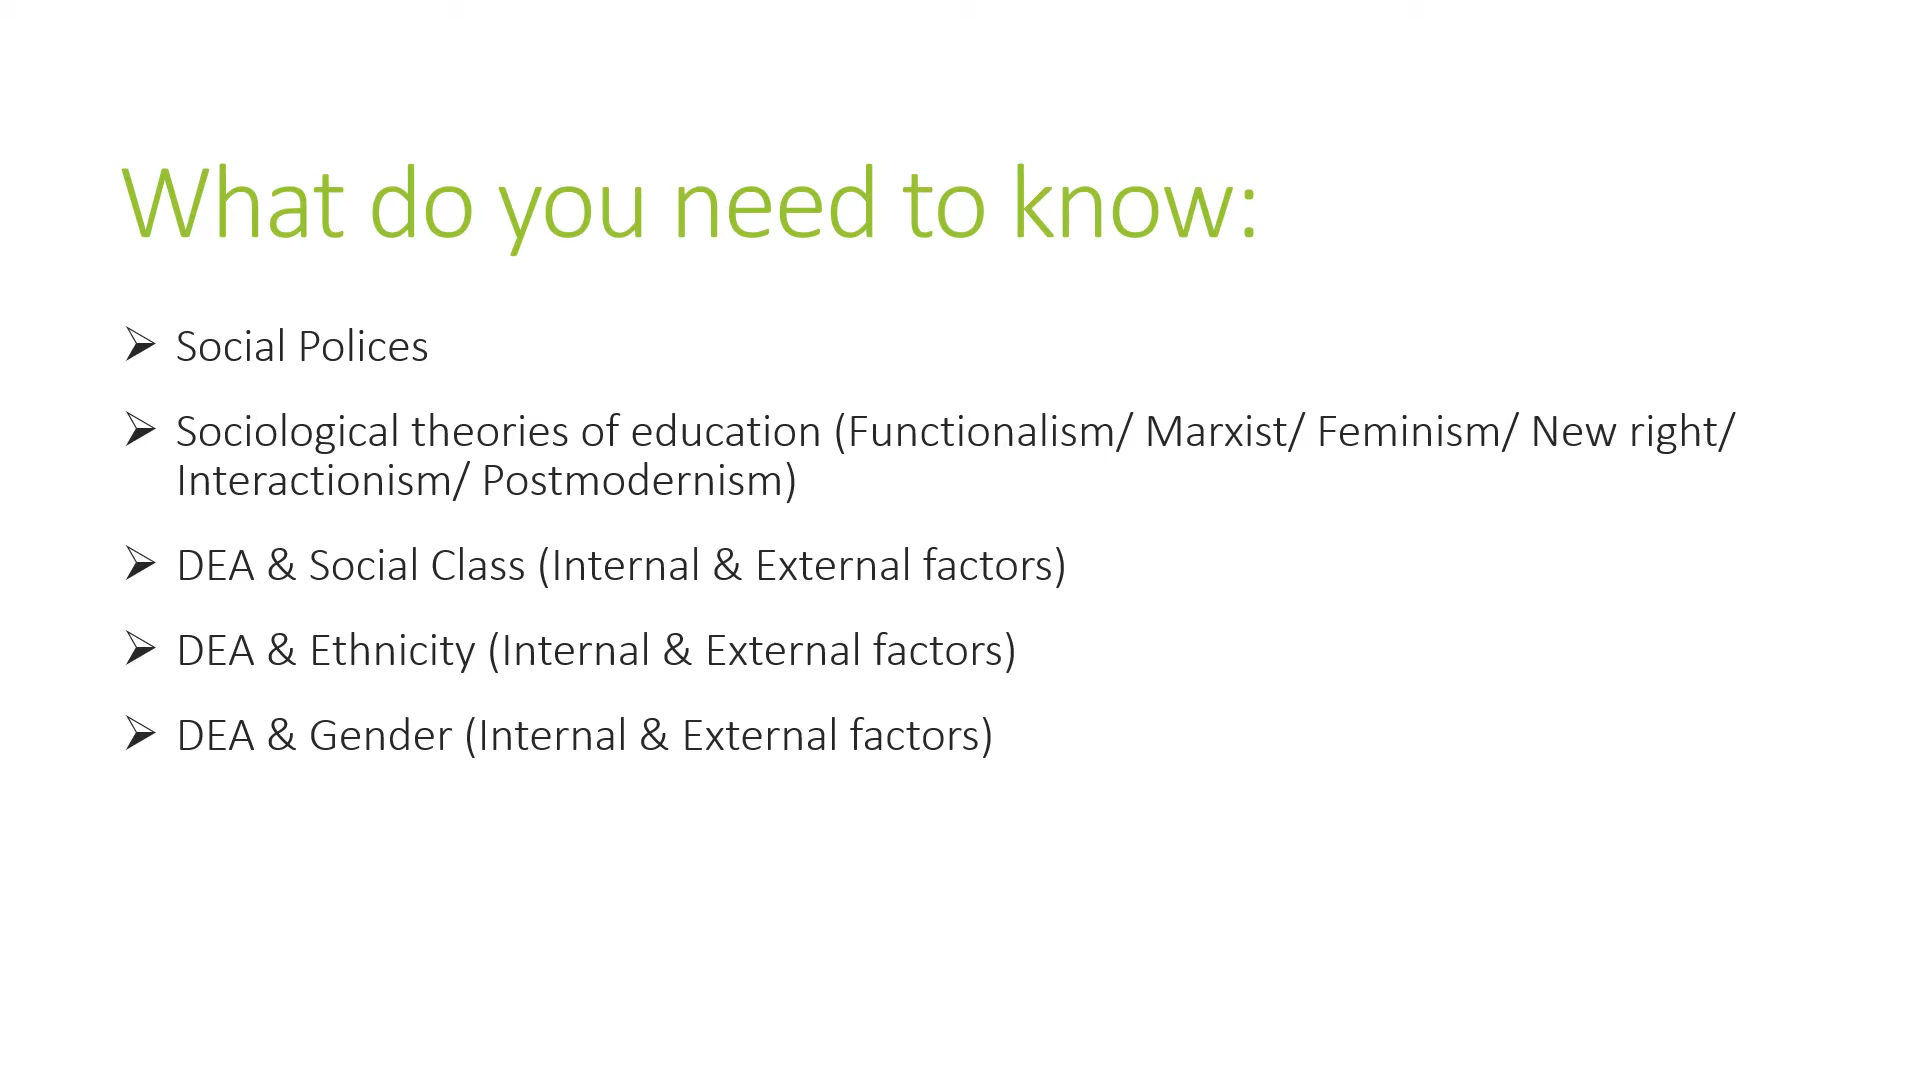 What do you need to know:
➢ Social Polices
➢ Sociological theories of education (Functionalism/ Marxist/ Feminism/ New right/
Interactionism/ Postmodernism)
➢ DEA & Social Class (Internal & External factors)
➢ DEA & Ethnicity (Internal & External factors)
➢ DEA & Gender (Internal & External factors)